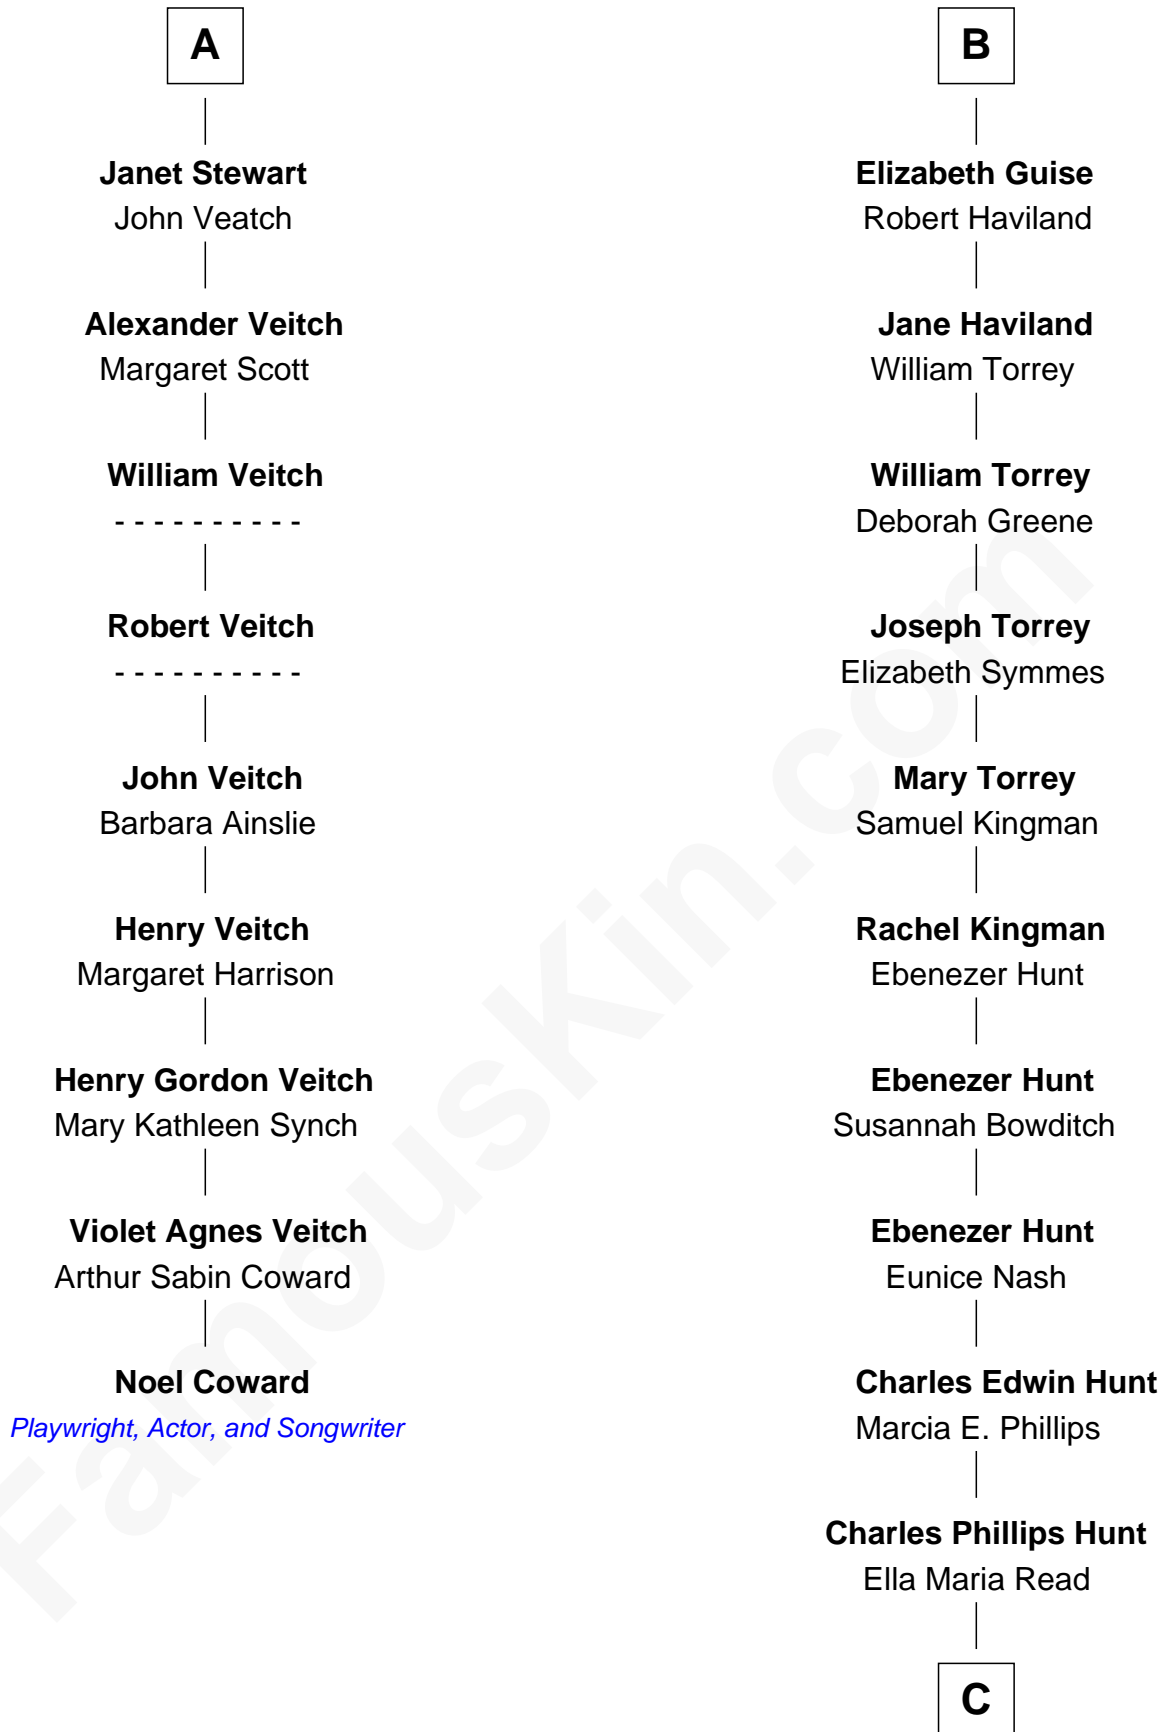 A
Janet Stewart
John Veatch
Alexander Veitch
Margaret Scott
William Veitch
- - - - - - - - - -
Robert Veitch
- - - - - - - - - -
John Veitch
Barbara Ainslie
Henry Veitch
Margaret Harrison
Henry Gordon Veitch
Mary Kathleen Synch
Violet Agnes Veitch
Arthur Sabin Coward
Noel Coward
Playwright, Actor, and Songwriter
B
Elizabeth Guise
Robert Haviland
Jane Haviland
William Torrey
William Torrey
Deborah Greene
Joseph Torrey
Elizabeth Symmes
Mary Torrey
Samuel Kingman
Rachel Kingman
Ebenezer Hunt
Ebenezer Hunt
Susannah Bowditch
Ebenezer Hunt
Eunice Nash
Charles Edwin Hunt
Marcia E. Phillips
Charles Phillips Hunt
Ella Maria Read
C
FamousKin.com